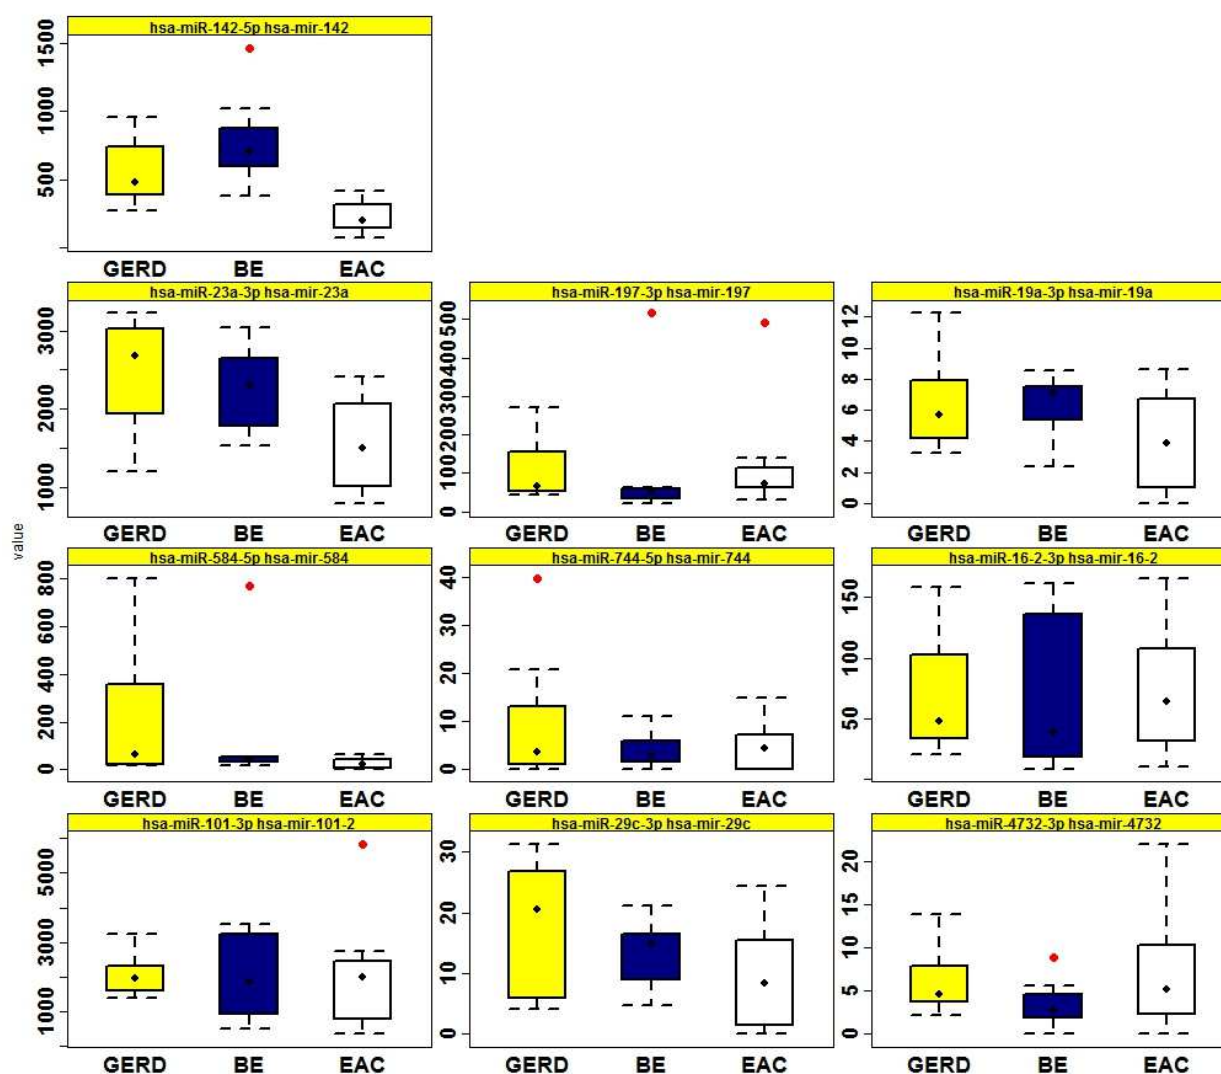 hsa-miR-142-5p hsa-mir-142
1500
1000
500
GERD BE EAC
hsa-miR-23a-3p hsa-mir-23a
3000
2000
1000
GERD BE EAC
hsa-miR-197-3p hsa-mir-197
500
400
300
200
100
0
GERD BE EAC
hsa-miR-19a-3p hsa-mir-19a
12
10
8
6
4
2
0
GERD BE EAC
value
hsa-miR-584-5p hsa-mir-584
800
600
400
200
0
GERD BE EAC
hsa-miR-744-5p hsa-mir-744
40
30
20
10
0
GERD BE EAC
hsa-miR-16-2-3p hsa-mir-16-2
150
100
50
GERD BE EAC
hsa-miR-101-3p hsa-mir-101-2
5000
3000
1000
GERD BE EAC
hsa-miR-29c-3p hsa-mir-29c
30
20
10
0
GERD BE EAC
hsa-miR-4732-3p hsa-mir-4732
20
15
10
5
0
GERD BE EAC